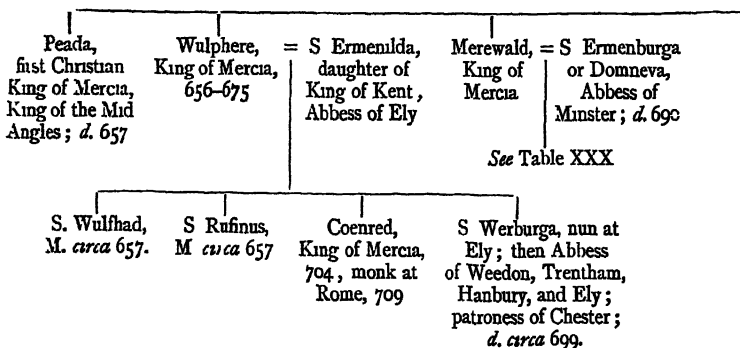 Peada,
first Christian
King of Mercia,
King of the Mid
Angles; d. 657
Wulphere,
King of Mercia,
656–675
= S Ermenilda,
daughter of
King of Kent,
Abbess of Ely
Merewald,
King of
Mercia
= S Ermenburga
or Domneva,
Abbess of
Minster; d. 690
See Table XXX
S. Wulfhad,
M. circa 657.
S Rufinus,
M circa 657
Coenred,
King of Mercia,
704, monk at
Rome, 709
S Werburga, nun at
Ely; then Abbess
of Weedon, Trentham,
Hanbury, and Ely;
patroness of Chester;
d. circa 699.